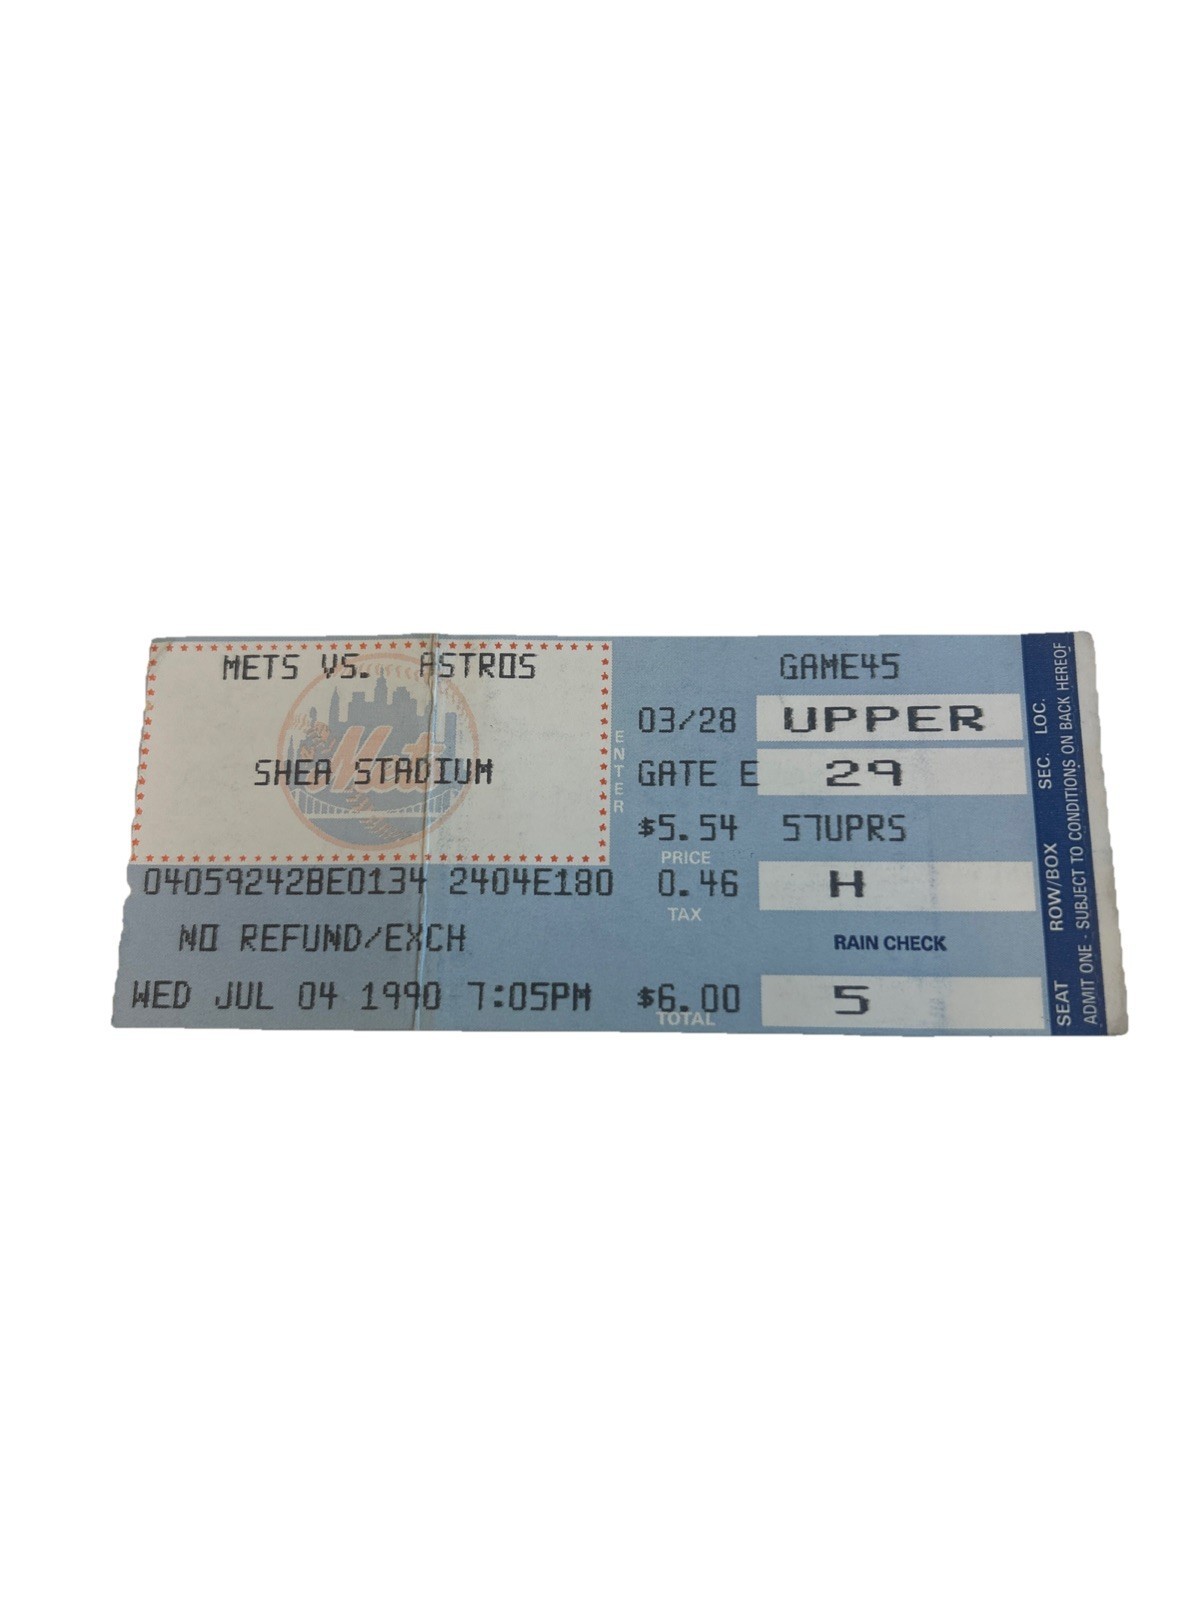 METS VS. ASTROS
SHEA STADIUM
Mets
04059242BE0134 2404E180
NO REFUND/EXCH
WED JUL 04 1990 7:05PM
ENTER
GAME45
03/28 UPPER
GATE E 29
$5.54 57UPRS
PRICE
0.46 H
TAX
RAIN CHECK
$6.00 5
TOTAL
SEAT ROW/BOX SEC. LOC.
ADMIT ONE - SUBJECT TO CONDITIONS ON BACK HEREOF